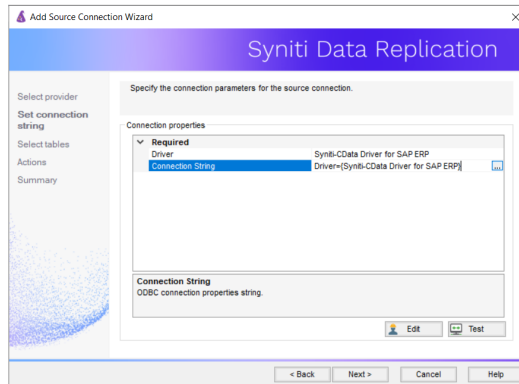 Add Source Connection Wizard
Syniti Data Replication
Select provider
Set connection
string
Select tables
Actions
Summary
Specify the connection parameters for the source connection.
Connection properties
Required
Driver Syniti-CData Driver for SAP ERP
Connection String Driver={Syniti-CData Driver for SAP ERP} ...
Connection String
ODBC connection properties string.
Edit Test
< Back Next > Cancel Help